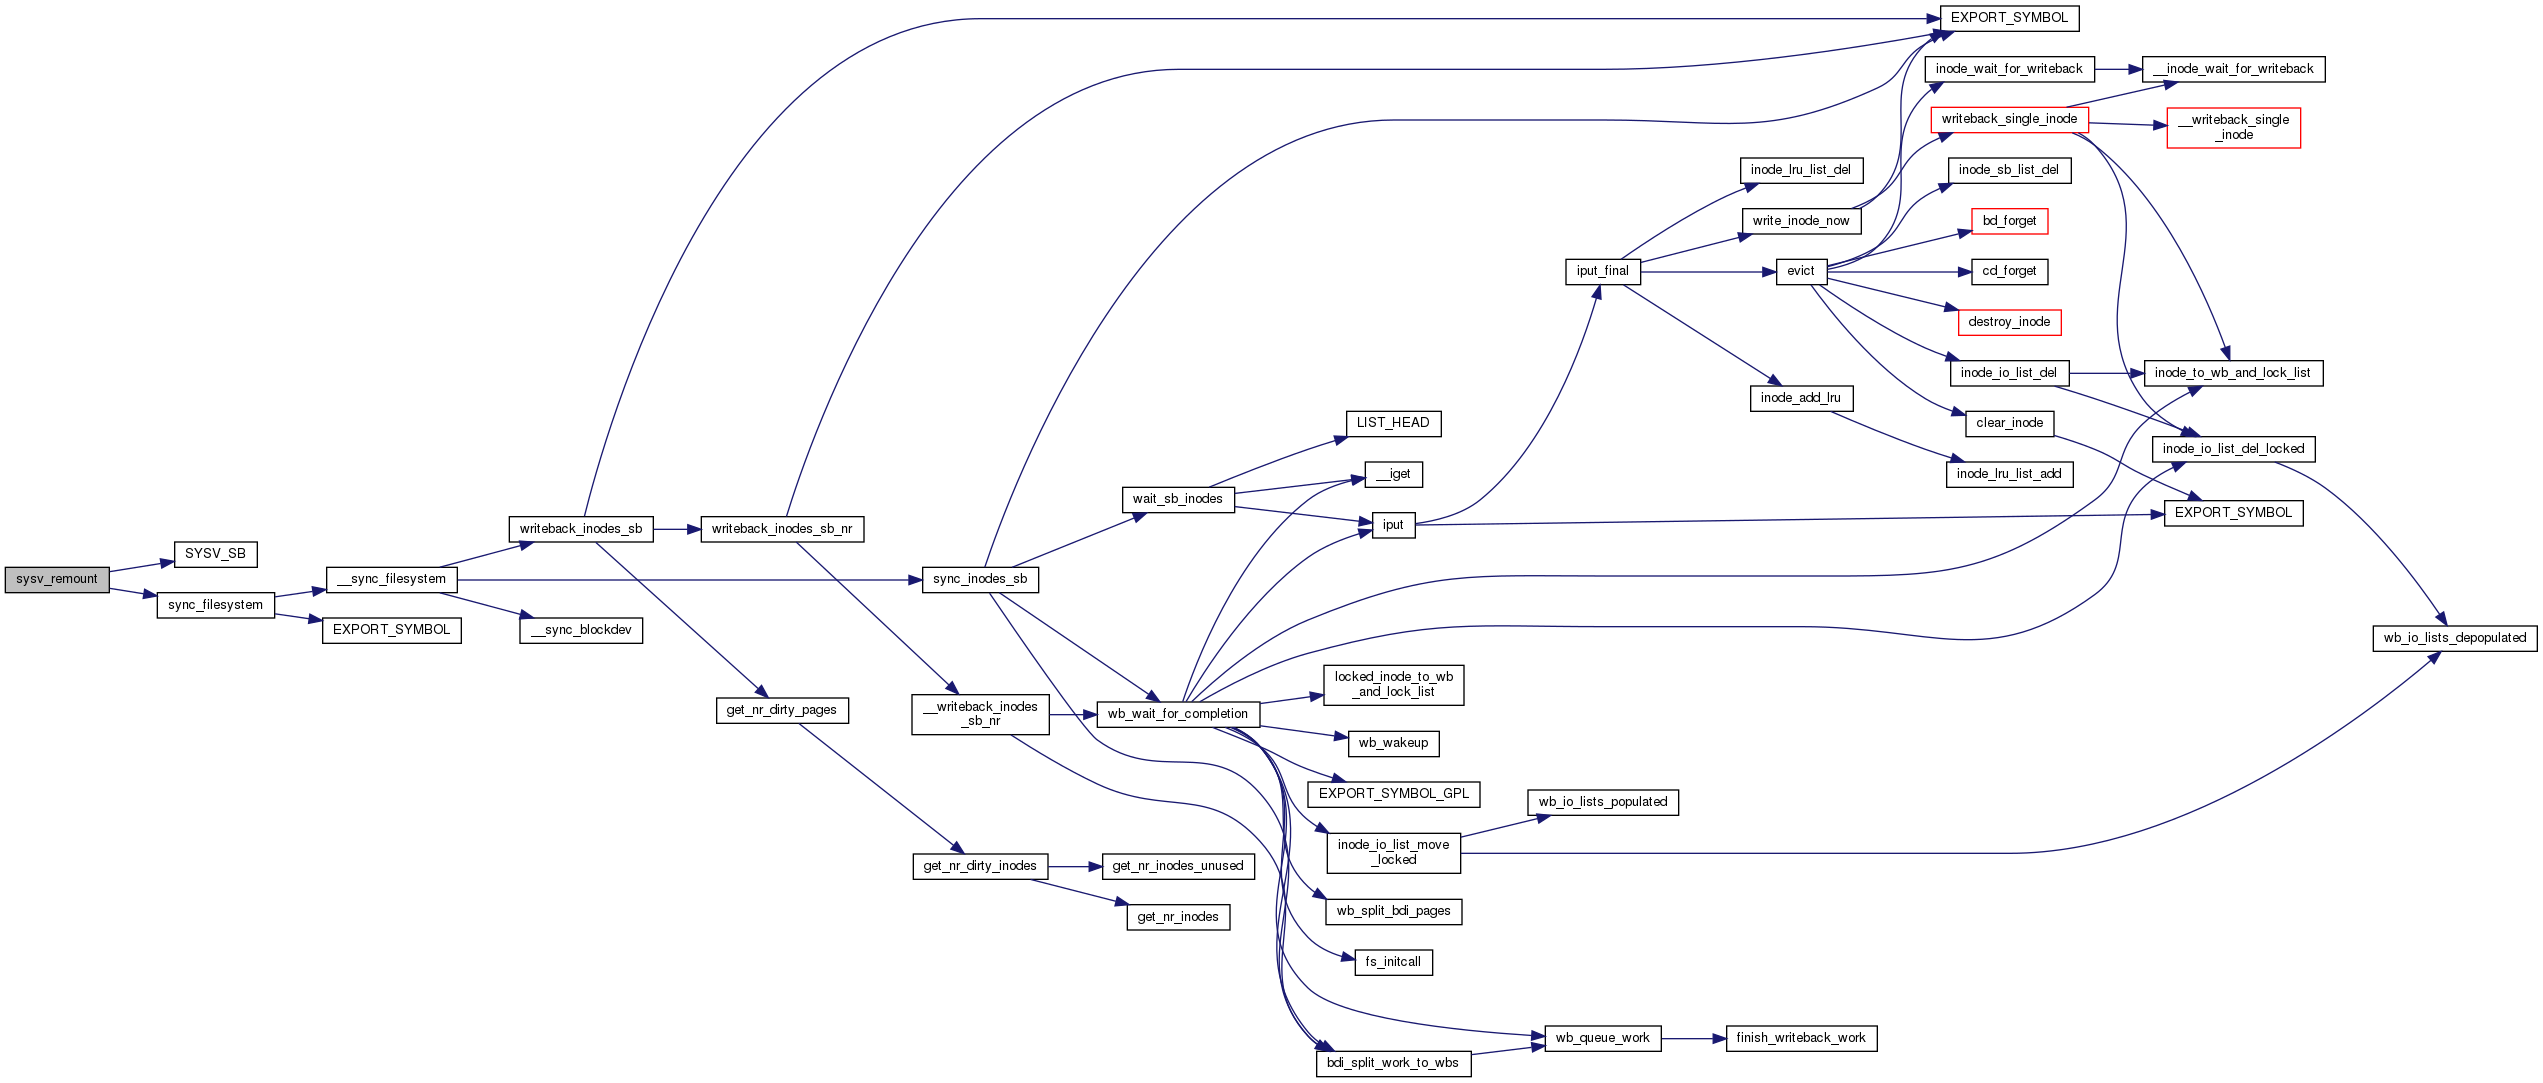 EXPORT_SYMBOL
inode_wait_for_writeback
__inode_wait_for_writeback
writeback_single_inode
__writeback_single
_inode
inode_lru_list_del
inode_sb_list_del
write_inode_now
bd_forget
iput_final
evict
cd_forget
destroy_inode
inode_io_list_del
inode_to_wb_and_lock_list
inode_add_lru
LIST_HEAD
clear_inode
inode_io_list_del_locked
__iget
inode_lru_list_add
wait_sb_inodes
iput
EXPORT_SYMBOL
writeback_inodes_sb
writeback_inodes_sb_nr
SYSV_SB
sysv_remount
__sync_filesystem
sync_inodes_sb
sync_filesystem
EXPORT_SYMBOL
__sync_blockdev
wb_io_lists_depopulated
locked_inode_to_wb
_and_lock_list
get_nr_dirty_pages
__writeback_inodes
_sb_nr
wb_wait_for_completion
wb_wakeup
EXPORT_SYMBOL_GPL
wb_io_lists_populated
inode_io_list_move
_locked
get_nr_dirty_inodes
get_nr_inodes_unused
wb_split_bdi_pages
get_nr_inodes
fs_initcall
wb_queue_work
finish_writeback_work
bdi_split_work_to_wbs